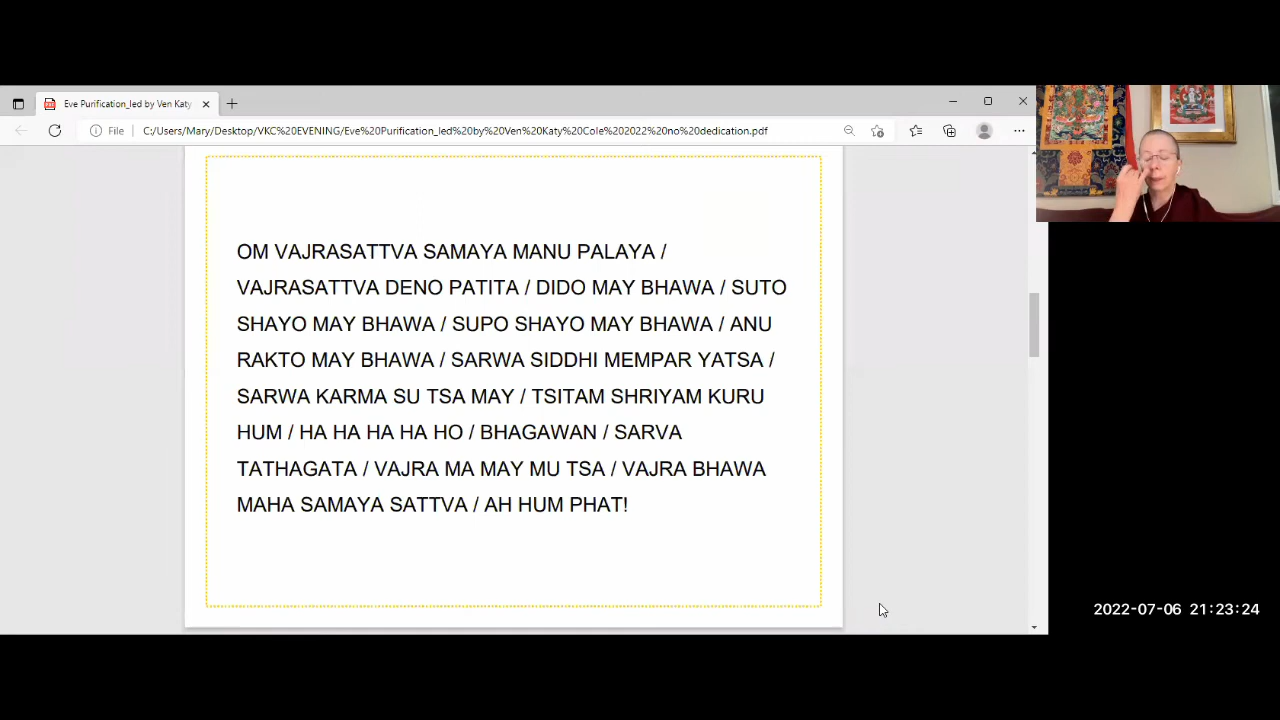 Eve Purification_led by Ven Katy
File
C:/Users/Mary/Desktop/VKC%20EVENING/Eve%20Purification_led%20by%20Ven%20Katy%20Cole%202022%20no%20dedication.pdf
OM VAJRASATTVA SAMAYA MANU PALAYA /
VAJRASATTVA DENO PATITA / DIDO MAY BHAWA / SUTO
SHAYO MAY BHAWA / SUPO SHAYO MAY BHAWA / ANU
RAKTO MAY BHAWA / SARWA SIDDHI MEMPAR YATSA /
SARWA KARMA SU TSA MAY / TSITAM SHRIYAM KURU
HUM / HA HA HA HA HO / BHAGAWAN / SARVA
TATHAGATA / VAJRA MA MAY MU TSA / VAJRA BHAWA
MAHA SAMAYA SATTVA / AH HUM PHAT!
2022-07-06 21:23:24